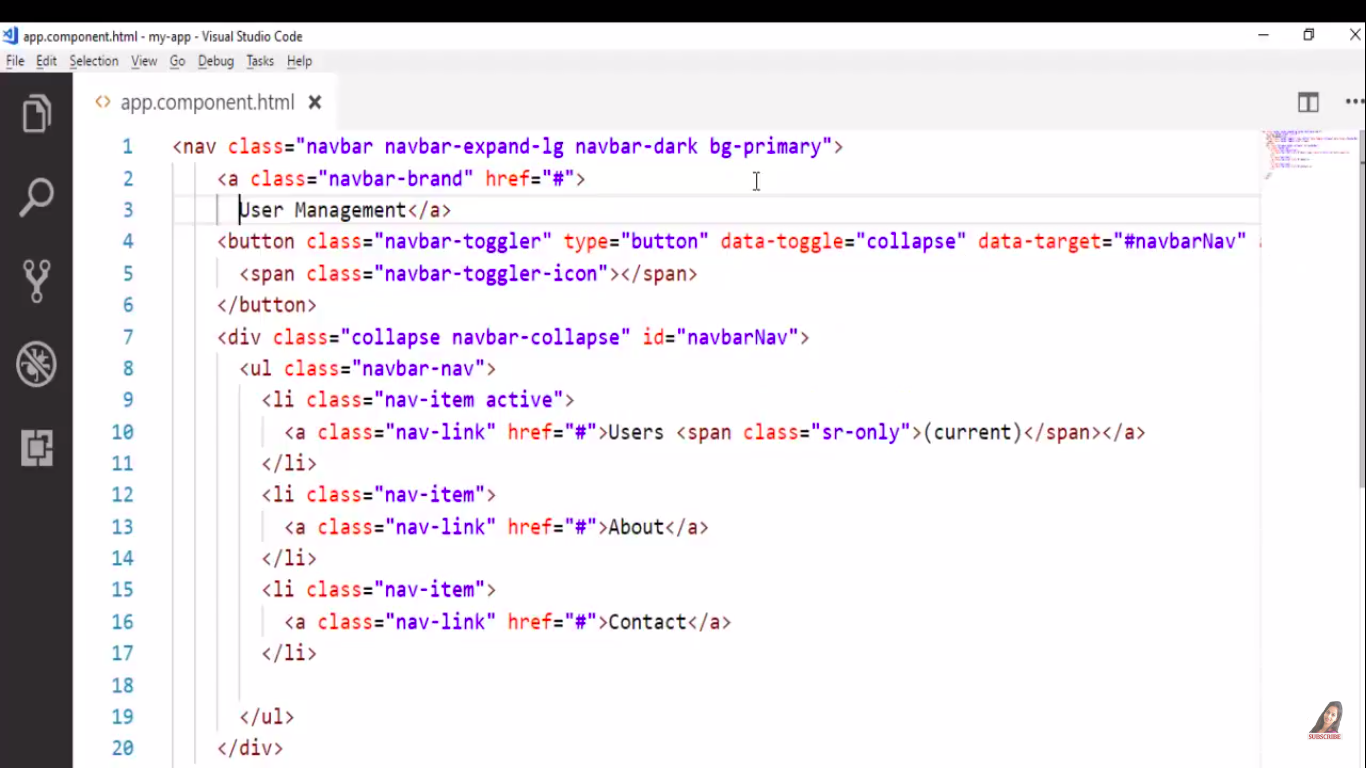 app.component.html - my-app - Visual Studio Code
File Edit Selection View Go Debug Tasks Help
<> app.component.html
1 <nav class="navbar navbar-expand-lg navbar-dark bg-primary">
2 <a class="navbar-brand" href="#">
3 User Management</a>
4 <button class="navbar-toggler" type="button" data-toggle="collapse" data-target="#navbarNav"
5 <span class="navbar-toggler-icon"></span>
6 </button>
7 <div class="collapse navbar-collapse" id="navbarNav">
8 <ul class="navbar-nav">
9 <li class="nav-item active">
10 <a class="nav-link" href="#">Users <span class="sr-only">(current)</span></a>
11 </li>
12 <li class="nav-item">
13 <a class="nav-link" href="#">About</a>
14 </li>
15 <li class="nav-item">
16 <a class="nav-link" href="#">Contact</a>
17 </li>
18
19 </ul>
20 </div>
SUBSCRIBE